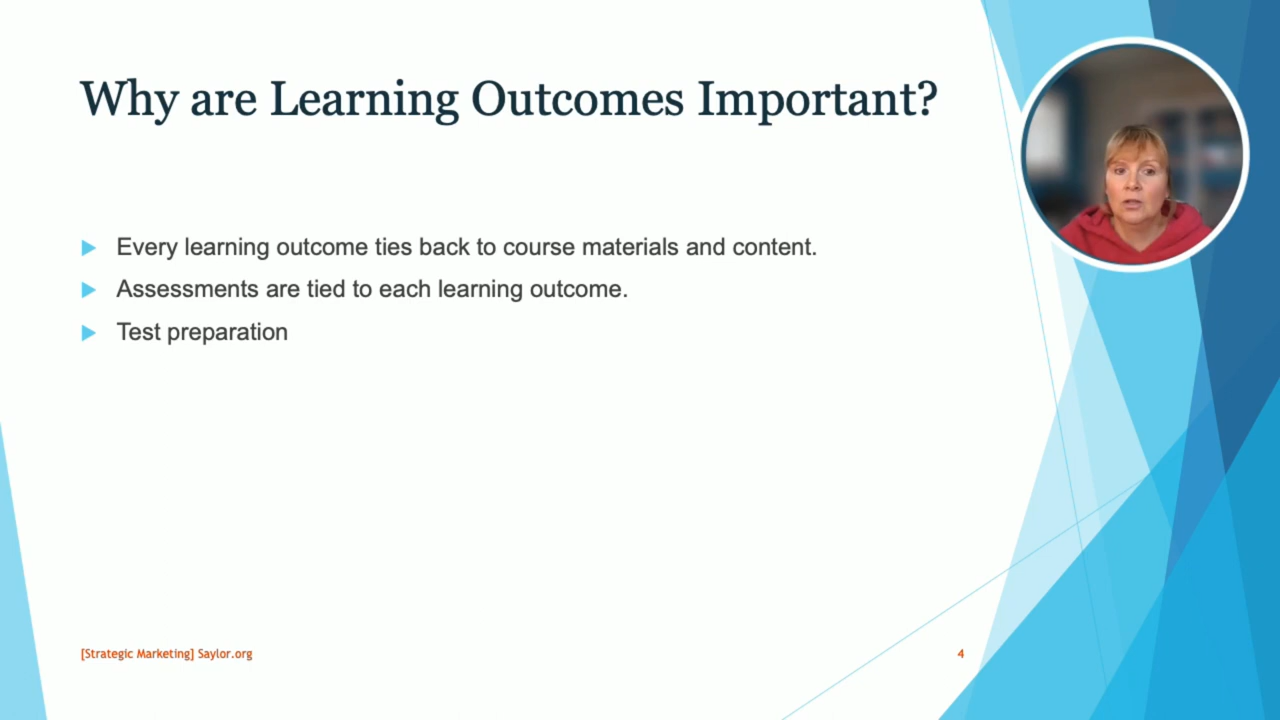 Why are Learning Outcomes Important?
Every learning outcome ties back to course materials and content.
Assessments are tied to each learning outcome.
Test preparation
[Strategic Marketing] Saylor.org
4